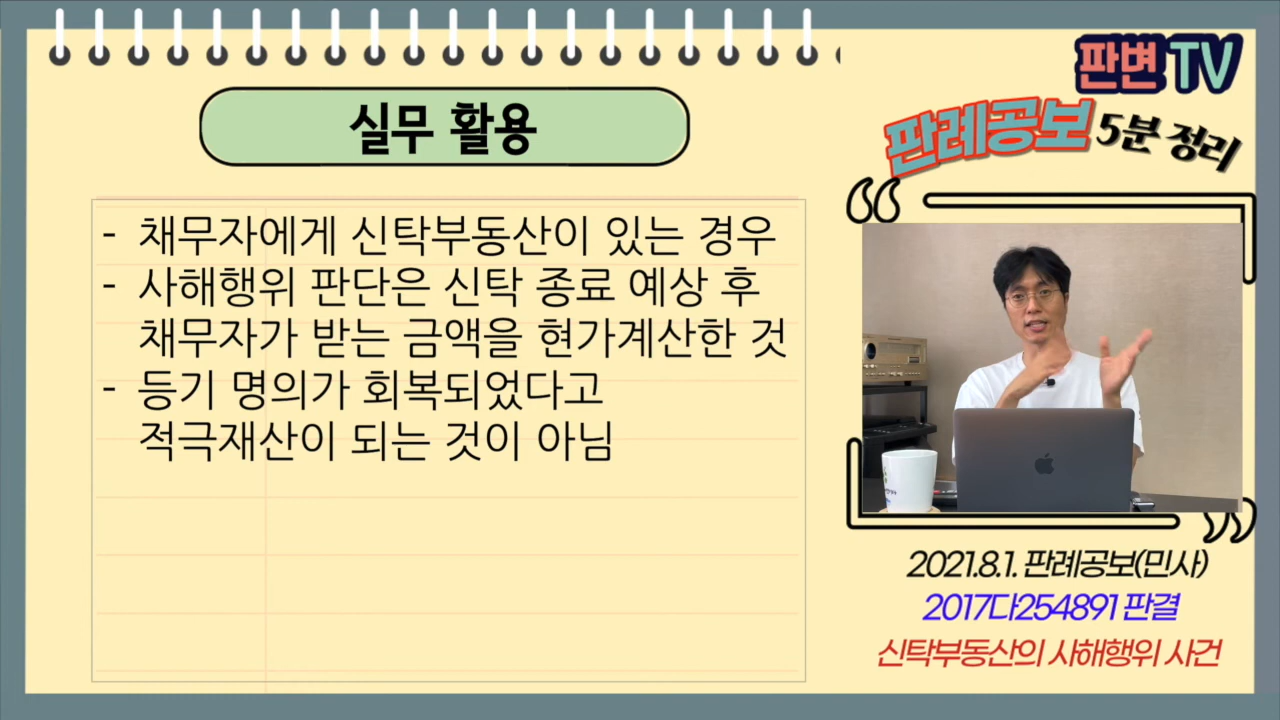 판변 TV
판례공보 5분 정리
실무 활용
- 채무자에게 신탁부동산이 있는 경우
- 사해행위 판단은 신탁 종료 예상 후
채무자가 받는 금액을 현가계산한 것
- 등기 명의가 회복되었다고
적극재산이 되는 것이 아님
2021.8.1. 판례공보(민사)
2017다254891 판결
신탁부동산의 사해행위 사건